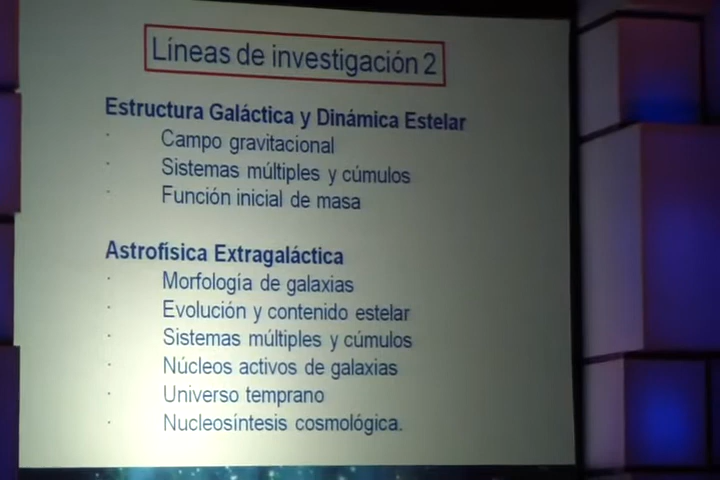 Líneas de investigación 2
Estructura Galáctica y Dinámica Estelar
· Campo gravitacional
· Sistemas múltiples y cúmulos
· Función inicial de masa
Astrofísica Extragaláctica
· Morfología de galaxias
· Evolución y contenido estelar
· Sistemas múltiples y cúmulos
· Núcleos activos de galaxias
· Universo temprano
· Nucleosíntesis cosmológica.